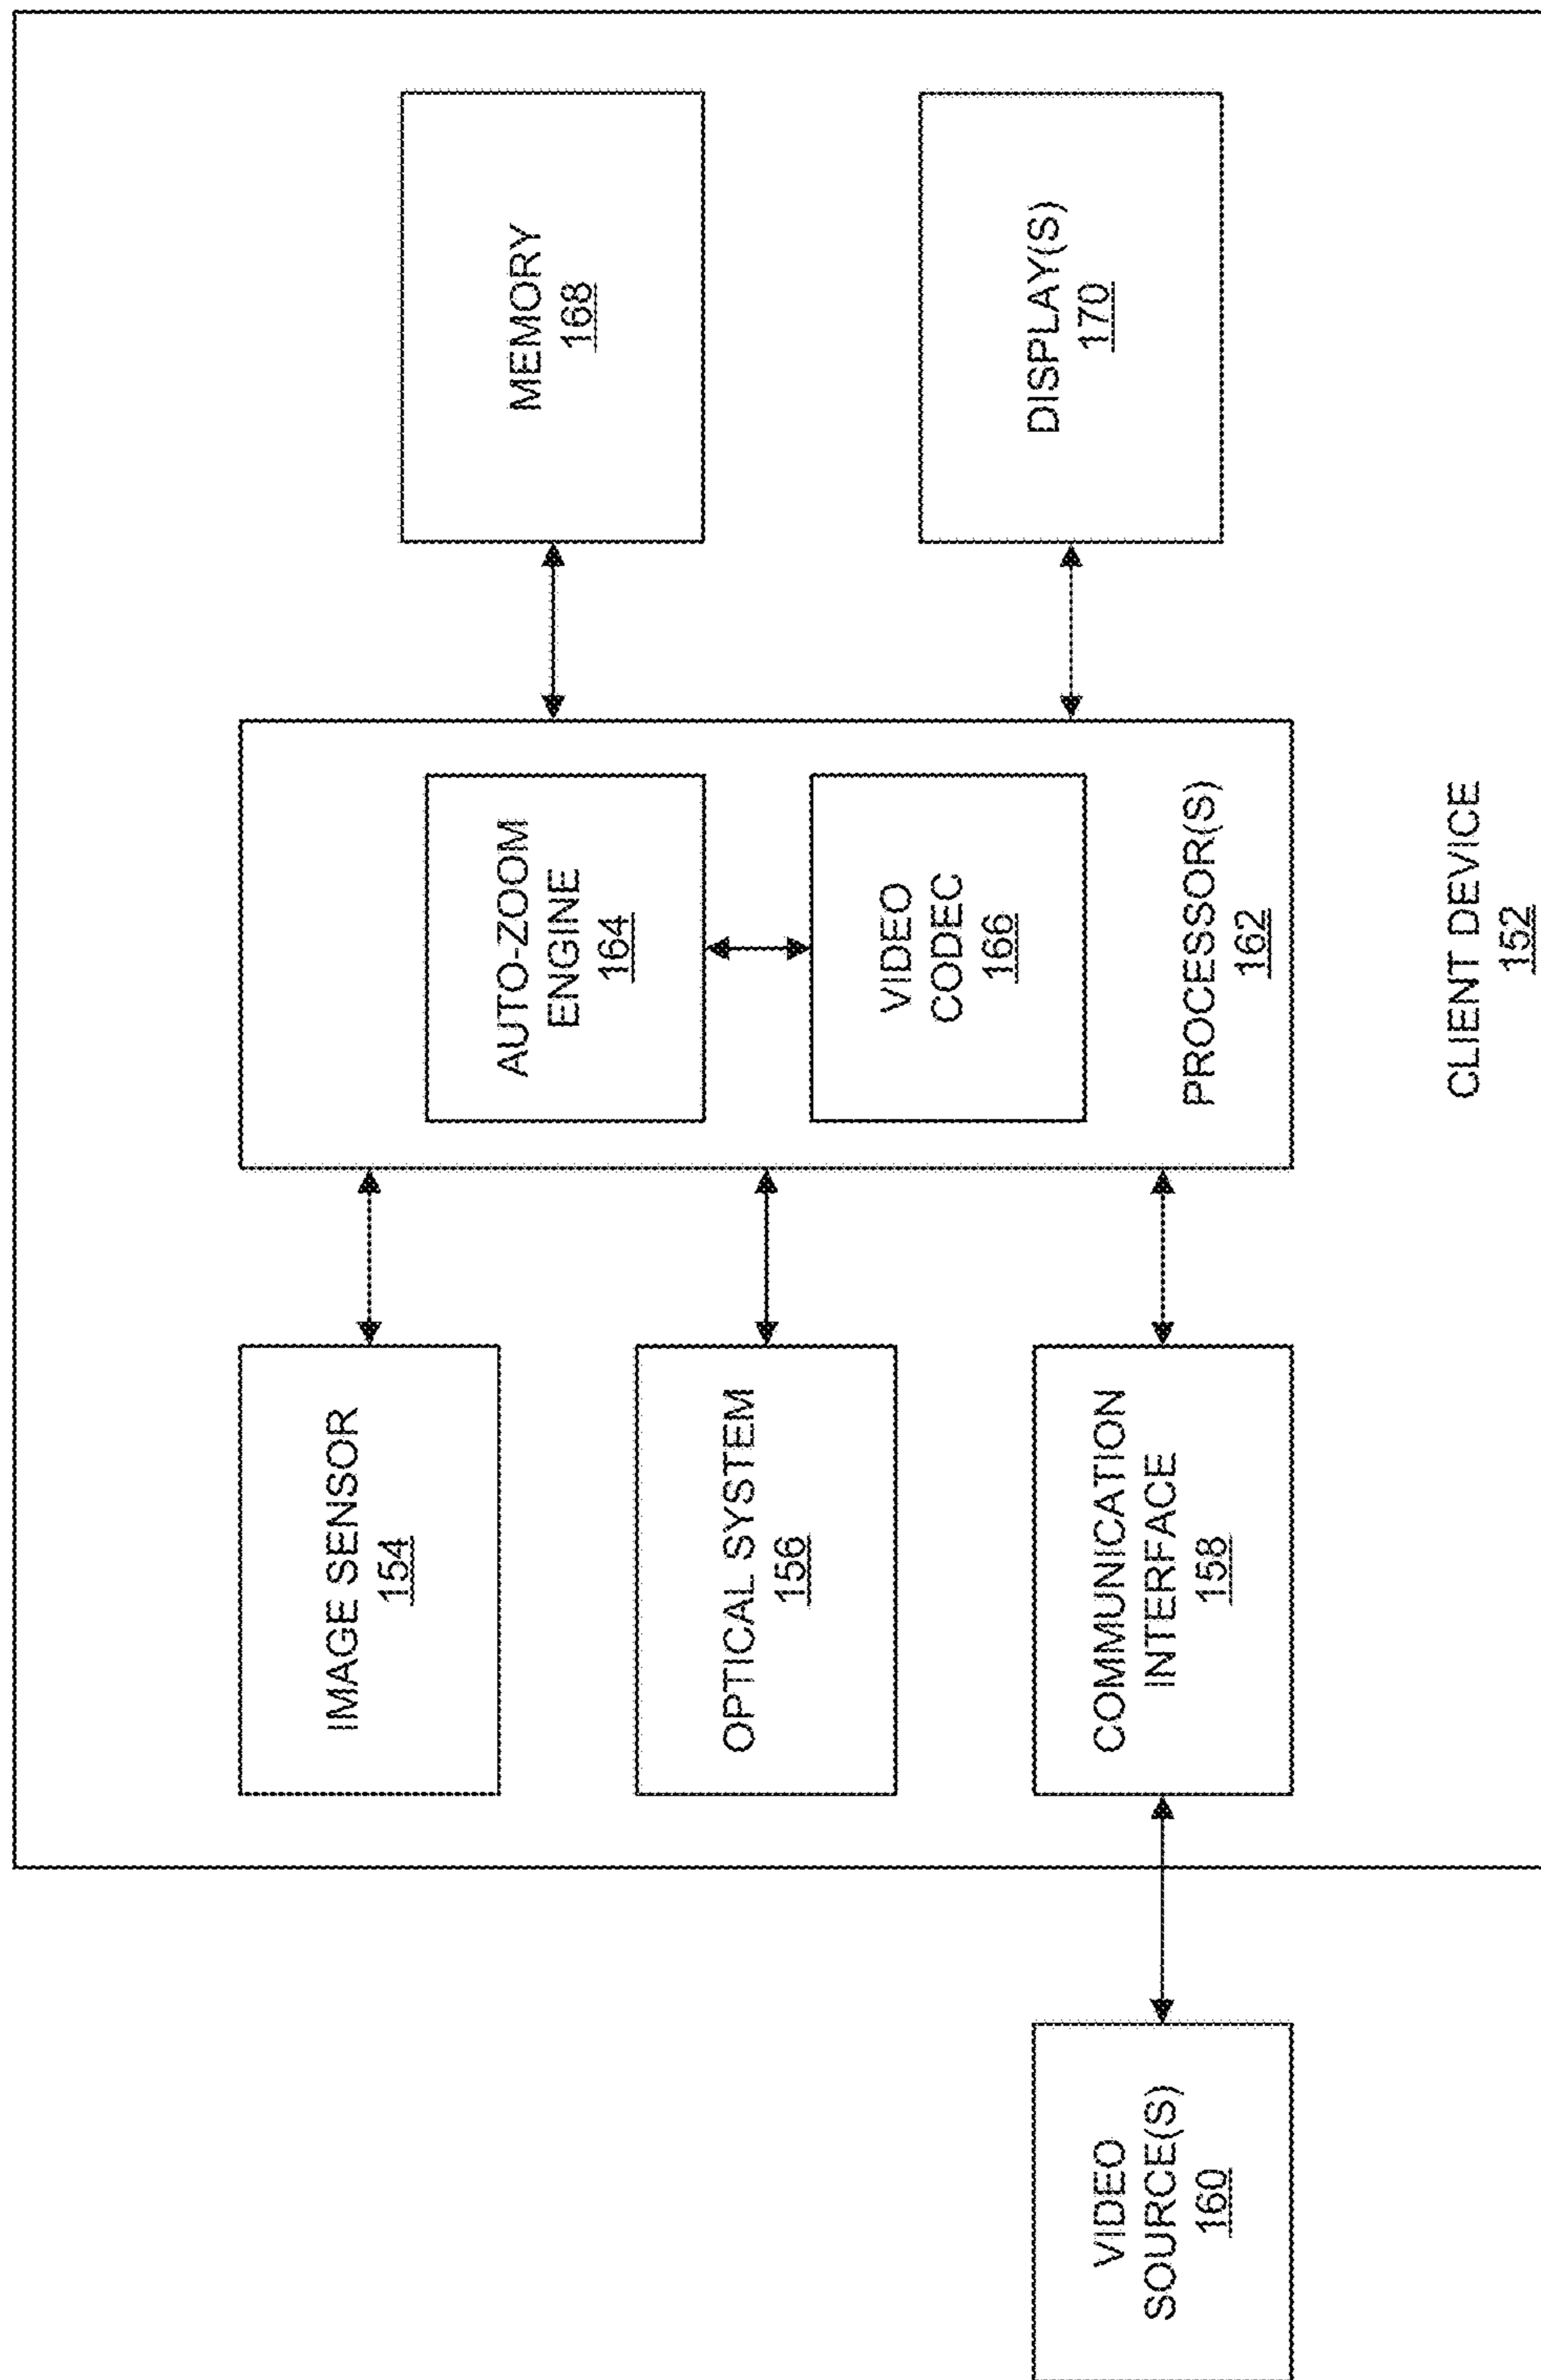 VIDEO
SOURCE(S)
160
IMAGE SENSOR
154
OPTICAL SYSTEM
156
COMMUNICATION
INTERFACE
158
AUTO-ZOOM
ENGINE
164
VIDEO
CODEC
166
PROCESSOR(S)
162
MEMORY
168
DISPLAY(S)
170
CLIENT DEVICE
152